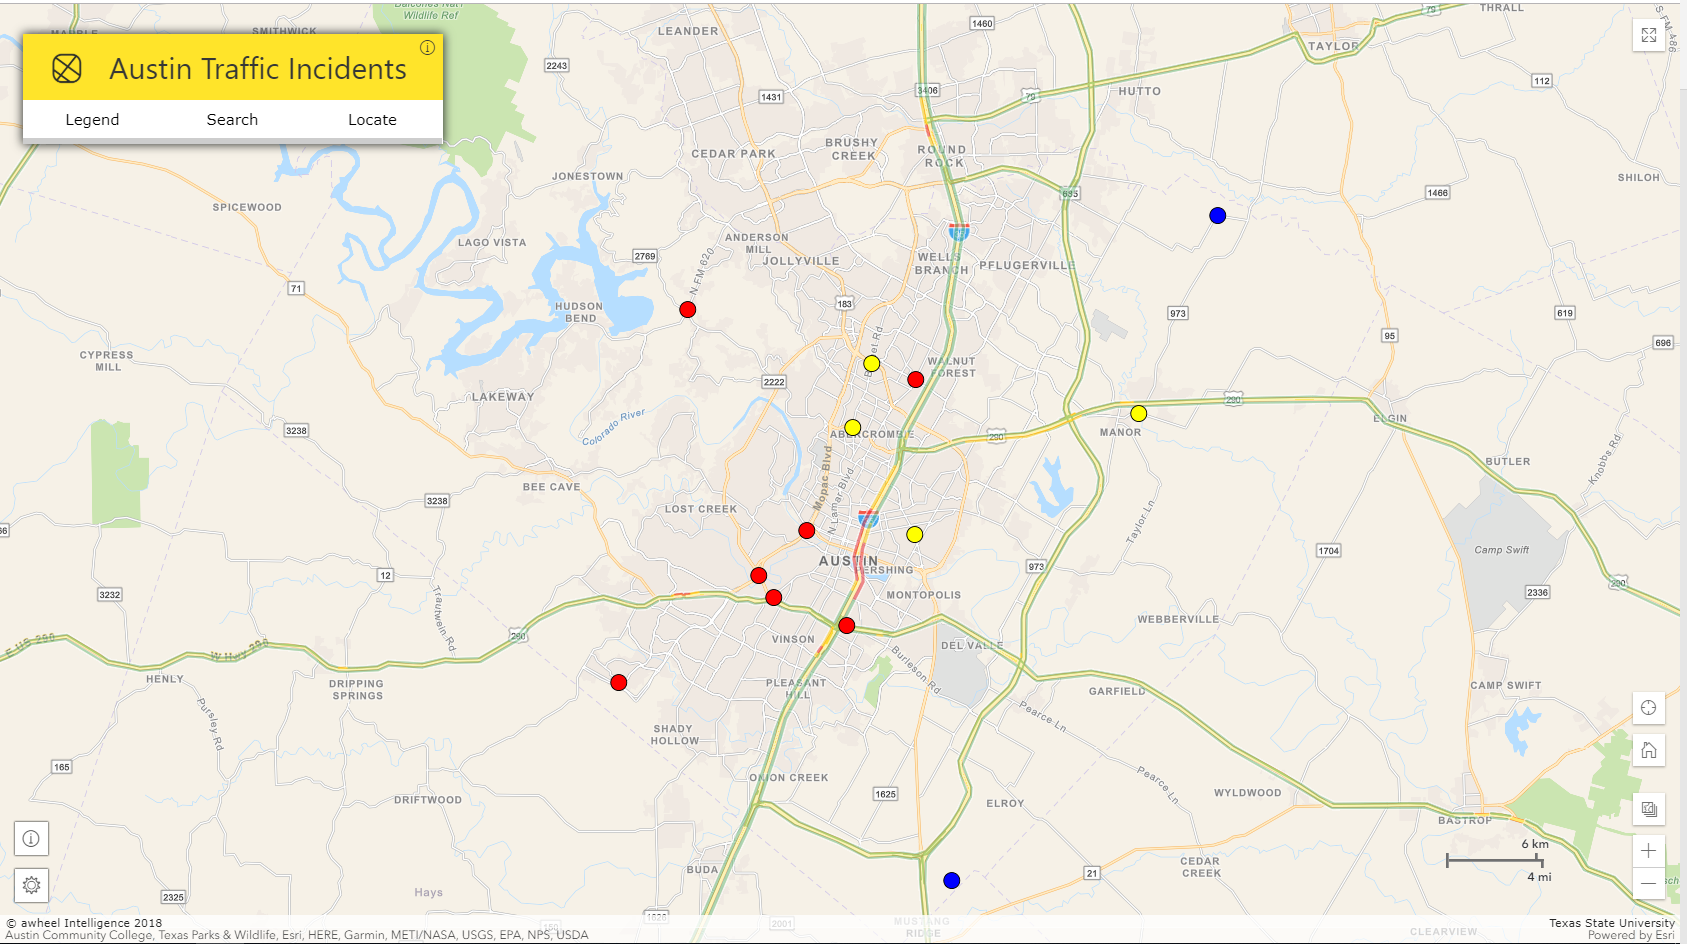 Balcones Nat'l
Wildlife Ref
Austin Traffic Incidents
Legend
Search
Locate
SMITHWICK
LEANDER
1460
79
THRALL
TAYLOR
2243
112
1431
3406
79
HUTTO
CEDAR PARK
BRUSHY
CREEK
ROUND
ROCK
JONESTOWN
SHILOH
685
1466
SPICEWOOD
LAGO VISTA
ANDERSON
MILL
JOLLYVILLE
2769
N FM 620
WELLS
BRANCH
PFLUGERVILLE
71
HUDSON
BEND
183
973
619
95
696
CYPRESS
MILL
WALNUT
FOREST
2222
LAKEWAY
290
Colorado River
3238
ABERCROMBIE
290
MANOR
ELGIN
Mopac Blvd
N Lamar Blvd
BUTLER
Knobbs Rd
BEE CAVE
3238
LOST CREEK
Taylor Ln
1704
Camp Swift
AUSTIN
PERSHING
973
12
3232
Trautwein Rd
MONTOPOLIS
290
2336
WEBBERVILLE
290
E US 290
W Hwy 290
VINSON
DEL VALLE
Burleson Rd
HENLY
DRIPPING
SPRINGS
PLEASANT
HILL
GARFIELD
CAMP SWIFT
Pursley Rd
Pearce Ln
SHADY
HOLLOW
165
ONION CREEK
Pearce Ln
DRIFTWOOD
1625
ELROY
WYLDWOOD
BASTROP
6 km
4 mi
BUDA
21
CEDAR
CREEK
Hays
2325
1626
2001
MUSTANG
RIDGE
CLEARVIEW
© awheel Intelligence 2018
Austin Community College, Texas Parks & Wildlife, Esri, HERE, Garmin, METI/NASA, USGS, EPA, NPS, USDA
Texas State University
Powered by Esri